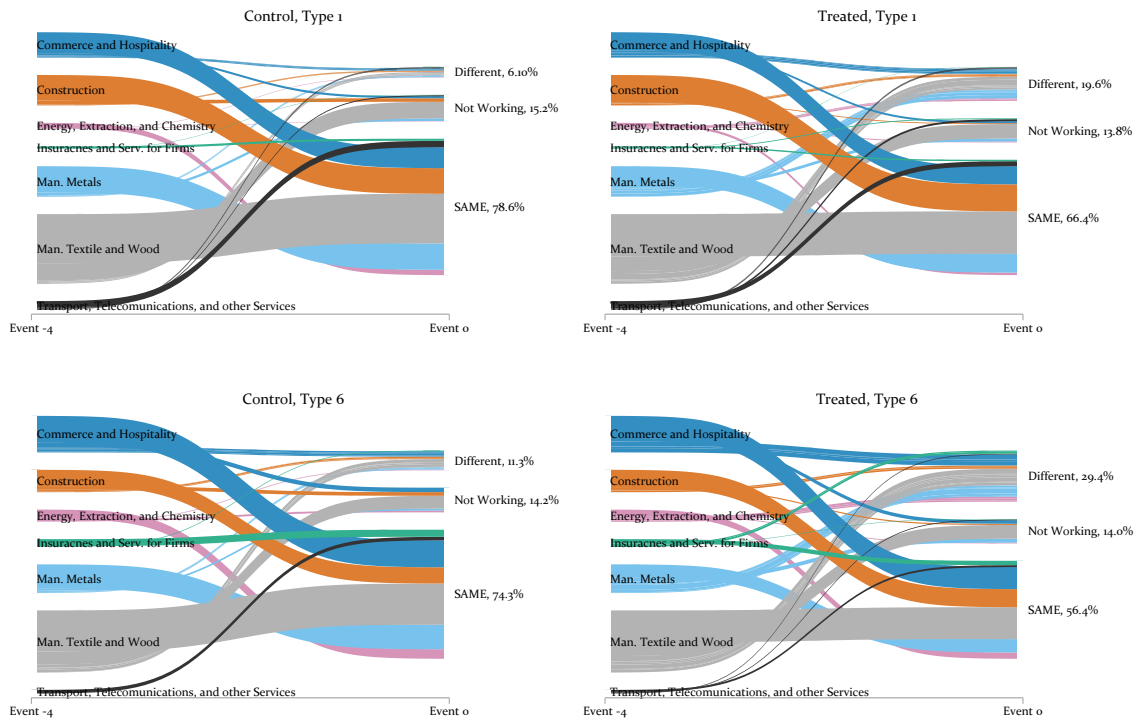 Control, Type 1
Commerce and Hospitality
Construction
Energy, Extraction, and Chemistry
Insuracnes and Serv. for Firms
Man. Metals
Man. Textile and Wood
Transport, Telecomunications, and other Services
Different, 6.10%
Not Working, 15.2%
SAME, 78.6%
Event -4
Event 0
Treated, Type 1
Commerce and Hospitality
Construction
Energy, Extraction, and Chemistry
Insuracnes and Serv. for Firms
Man. Metals
Man. Textile and Wood
Transport, Telecomunications, and other Services
Different, 19.6%
Not Working, 13.8%
SAME, 66.4%
Event -4
Event 0
Control, Type 6
Commerce and Hospitality
Construction
Energy, Extraction, and Chemistry
Insuracnes and Serv. for Firms
Man. Metals
Man. Textile and Wood
Transport, Telecomunications, and other Services
Different, 11.3%
Not Working, 14.2%
SAME, 74.3%
Event -4
Event 0
Treated, Type 6
Commerce and Hospitality
Construction
Energy, Extraction, and Chemistry
Insuracnes and Serv. for Firms
Man. Metals
Man. Textile and Wood
Transport, Telecomunications, and other Services
Different, 29.4%
Not Working, 14.0%
SAME, 56.4%
Event -4
Event 0